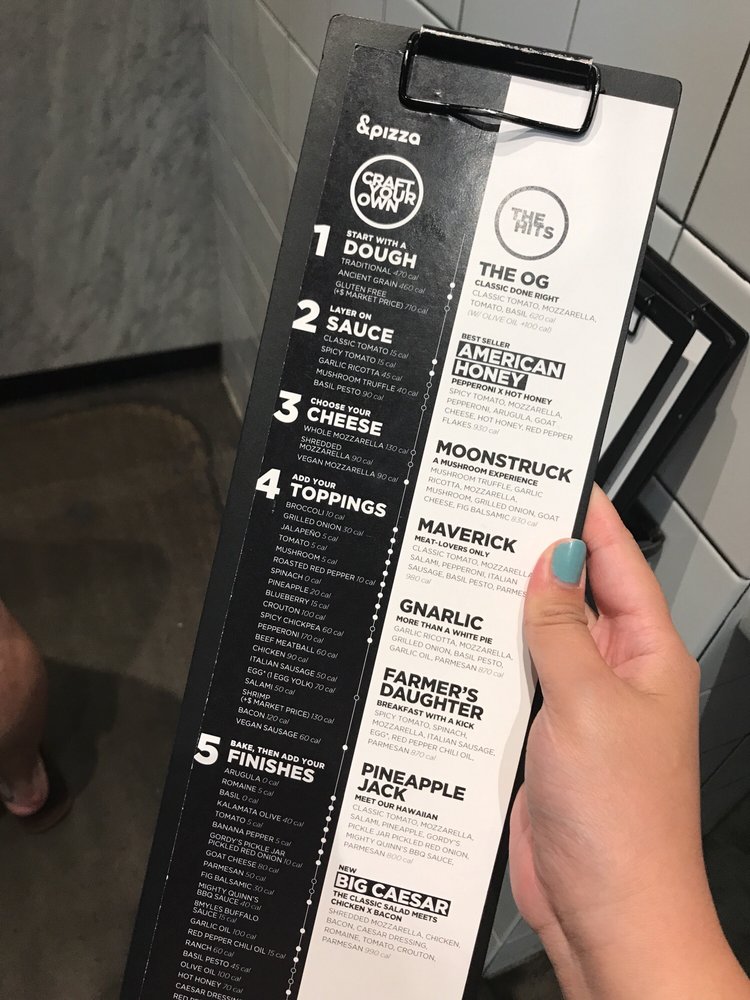 &pizza
CRAFT
YOUR
OWN
1 START WITH A
DOUGH
TRADITIONAL 470 cal
ANCIENT GRAIN 460 cal
GLUTEN FREE
(+$ MARKET PRICE) 710 cal
2 LAYER ON
SAUCE
CLASSIC TOMATO 15 cal
SPICY TOMATO 15 cal
GARLIC RICOTTA 45 cal
MUSHROOM TRUFFLE 40 cal
BASIL PESTO 90 cal
3 CHOOSE YOUR
CHEESE
WHOLE MOZZARELLA 130 cal
SHREDDED
MOZZARELLA 90 cal
VEGAN MOZZARELLA 90 cal
4 ADD YOUR
TOPPINGS
BROCCOLI 10 cal
GRILLED ONION 30 cal
JALAPEÑO 5 cal
TOMATO 5 cal
MUSHROOM 5 cal
ROASTED RED PEPPER 10 cal
SPINACH 0 cal
PINEAPPLE 20 cal
BLUEBERRY 15 cal
CROUTON 100 cal
SPICY CHICKPEA 60 cal
PEPPERONI 170 cal
BEEF MEATBALL 60 cal
CHICKEN 90 cal
ITALIAN SAUSAGE 50 cal
EGG* (1 EGG YOLK) 70 cal
SALAMI 50 cal
SHRIMP
(+$ MARKET PRICE) 130 cal
BACON 120 cal
VEGAN SAUSAGE 60 cal
5 BAKE, THEN ADD YOUR
FINISHES
ARUGULA 0 cal
ROMAINE 5 cal
BASIL 0 cal
KALAMATA OLIVE 40 cal
TOMATO 5 cal
BANANA PEPPER 5 cal
GORDY'S PICKLE JAR
PICKLED RED ONION 10 cal
GOAT CHEESE 80 cal
PARMESAN 50 cal
FIG BALSAMIC 30 cal
MIGHTY QUINN'S
BBQ SAUCE 40 cal
8MYLES BUFFALO
SAUCE 15 cal
GARLIC OIL 100 cal
RED PEPPER CHILI OIL 15 cal
RANCH 60 cal
BASIL PESTO 45 cal
OLIVE OIL 100 cal
HOT HONEY 70 cal
CAESAR DRESSING
THE
HITS
THE OG
CLASSIC DONE RIGHT
CLASSIC TOMATO, MOZZARELLA,
TOMATO, BASIL 620 cal
(W/ OLIVE OIL +100 cal)
BEST SELLER
AMERICAN
HONEY
PEPPERONI X HOT HONEY
SPICY TOMATO, MOZZARELLA,
PEPPERONI, ARUGULA, GOAT
CHEESE, HOT HONEY, RED PEPPER
FLAKES 930 cal
MOONSTRUCK
A MUSHROOM EXPERIENCE
MUSHROOM TRUFFLE, GARLIC
RICOTTA, MOZZARELLA,
MUSHROOM, GRILLED ONION, GOAT
CHEESE, FIG BALSAMIC 830 cal
MAVERICK
MEAT-LOVERS ONLY
CLASSIC TOMATO, MOZZARELLA
SALAMI, PEPPERONI, ITALIAN
SAUSAGE, BASIL PESTO, PARMES
980 cal
GNARLIC
MORE THAN A WHITE PIE
GARLIC RICOTTA, MOZZARELLA,
GRILLED ONION, BASIL PESTO,
GARLIC OIL, PARMESAN 870 cal
FARMER'S
DAUGHTER
BREAKFAST WITH A KICK
SPICY TOMATO, SPINACH,
MOZZARELLA, ITALIAN SAUSAGE,
EGG*, RED PEPPER CHILI OIL,
PARMESAN 870 cal
PINEAPPLE
JACK
MEET OUR HAWAIIAN
CLASSIC TOMATO, MOZZARELLA,
SALAMI, PINEAPPLE, GORDY'S
PICKLE JAR PICKLED RED ONION,
MIGHTY QUINN'S BBQ SAUCE,
PARMESAN 800 cal
NEW
BIG CAESAR
THE CLASSIC SALAD MEETS
CHICKEN X BACON
SHREDDED MOZZARELLA, CHICKEN,
BACON, CAESAR DRESSING,
ROMAINE, TOMATO, CROUTON,
PARMESAN 990 cal